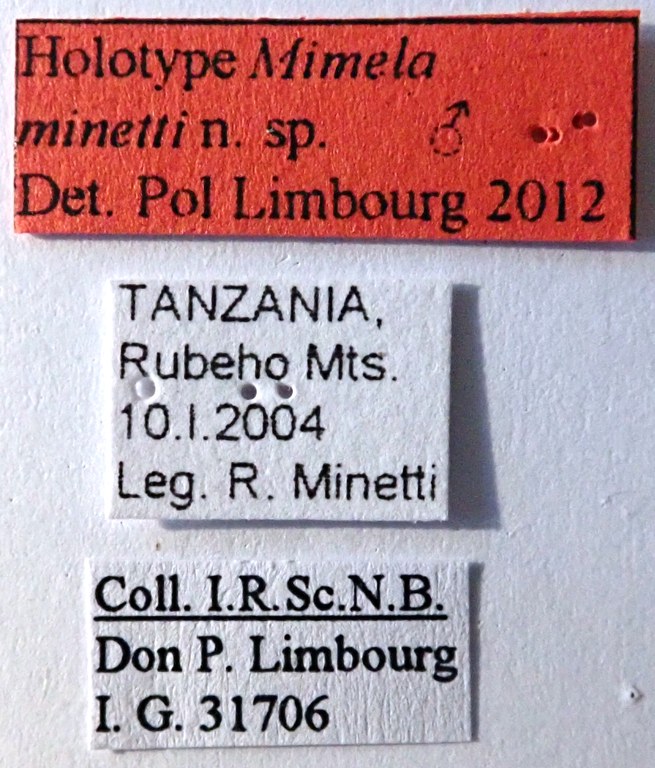 Holotype Mimela
minetti n. sp. ♂
Det. Pol Limbourg 2012
TANZANIA,
Rubeho Mts.
10.I.2004
Leg. R. Minetti
Coll. I.R.Sc.N.B.
Don P. Limbourg
I. G. 31706